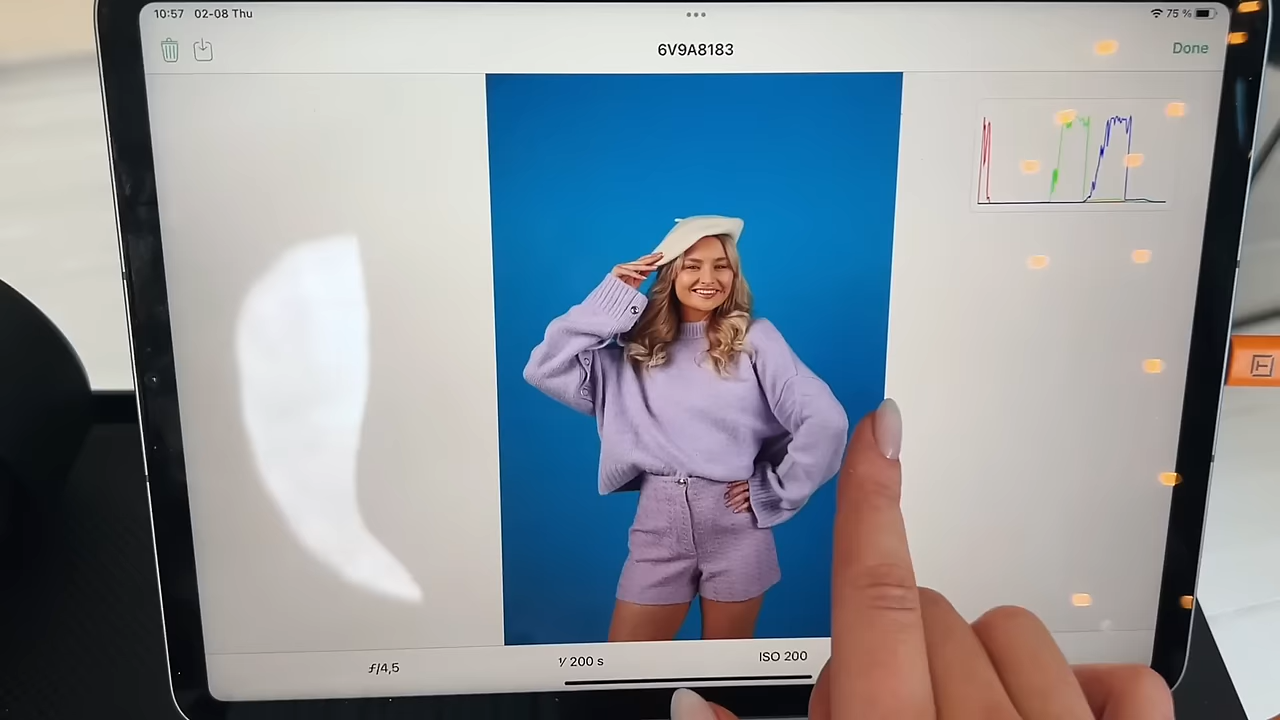 10:57 02-08 Thu
75 %
6V9A8183
Done
ƒ/4,5
1/ 200 s
ISO 200